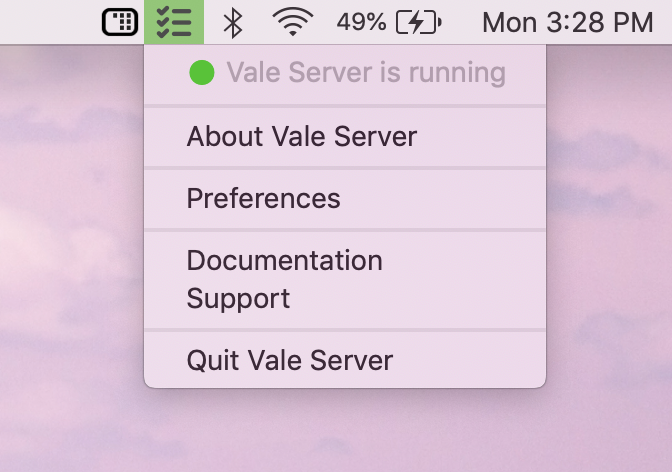 49% Mon 3:28 PM
Vale Server is running
About Vale Server
Preferences
Documentation
Support
Quit Vale Server